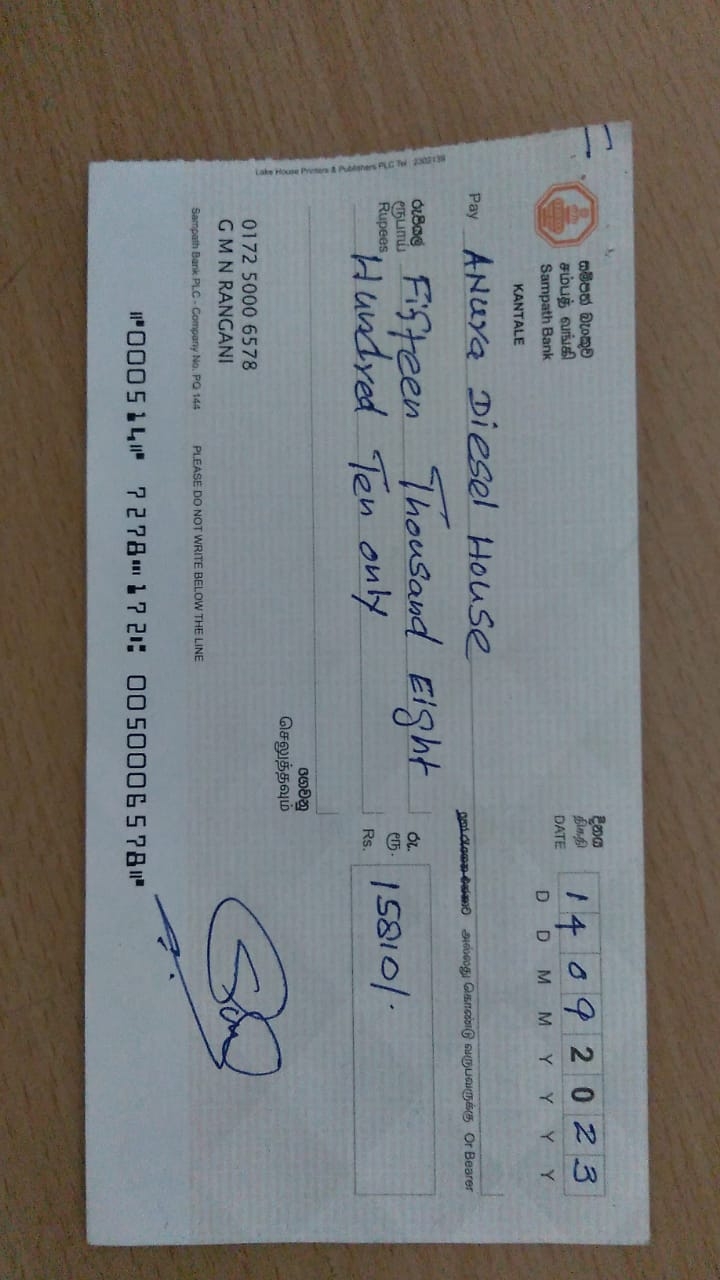 සම්පත් බැංකුව
சம்பத் வங்கி
Sampath Bank
KANTALE
දිනය
திகதி
DATE
1 4 0 9 2 0 2 3
D D M M Y Y Y Y
Pay ANura Diesel House
අல்லது கொண்டு வருபவருக்கு Or Bearer
රුපියල්
ரூபாய்
Rupees
Fifteen Thousand Eight
Hundred Ten only
රු.
ரூ.
Rs.
15810/.
ගෙවනු
செலுத்தவும்
0172 5000 6578
G M N RANGANI
Sampath Bank PLC - Company No. PQ 144 PLEASE DO NOT WRITE BELOW THE LINE
⑈000514⑈ 7278⑉172⑆ 0050006578⑈
Lake House Printers & Publishers PLC Tel : 2302139